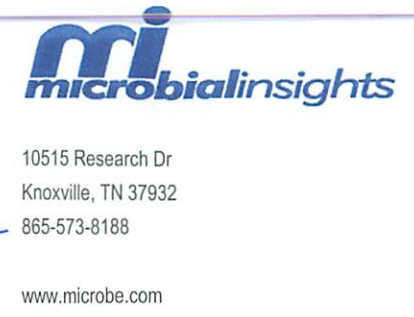 mi
microbialinsights
10515 Research Dr
Knoxville, TN 37932
865-573-8188
www.microbe.com